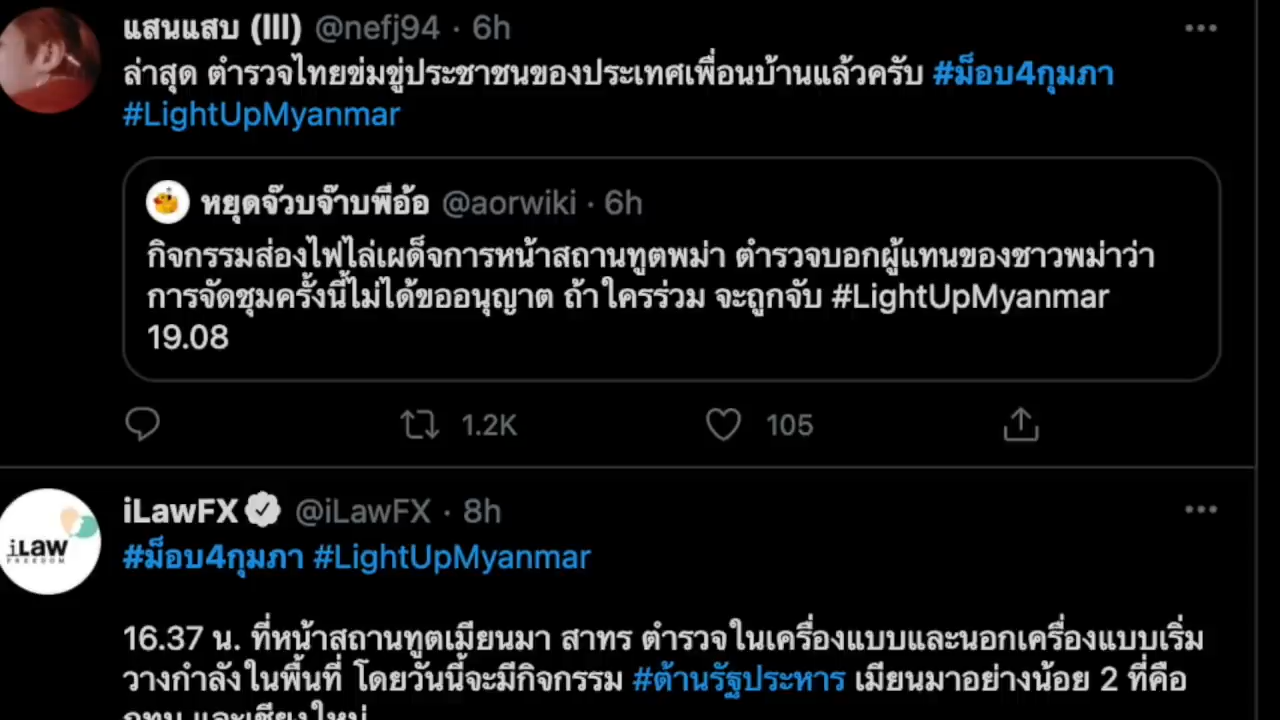 แสนแสบ (III) @nefj94 · 6h
ล่าสุด ตำรวจไทยข่มขู่ประชาชนของประเทศเพื่อนบ้านแล้วครับ #ม็อบ4กุมภา
#LightUpMyanmar
หยุดจ๊วบจ๊าบพี่อ้อ @aorwiki · 6h
กิจกรรมส่องไฟไล่เผด็จการหน้าสถานทูตพม่า ตำรวจบอกผู้แทนของชาวพม่าว่า
การจัดชุมครั้งนี้ไม่ได้ขออนุญาต ถ้าใครร่วม จะถูกจับ #LightUpMyanmar
19.08
1.2K 105
iLawFX @iLawFX · 8h
iLaw
FREEDOM
#ม็อบ4กุมภา #LightUpMyanmar
16.37 น. ที่หน้าสถานทูตเมียนมา สาทร ตำรวจในเครื่องแบบและนอกเครื่องแบบเริ่ม
วางกำลังในพื้นที่ โดยวันนี้จะมีกิจกรรม #ต้านรัฐประหาร เมียนมาอย่างน้อย 2 ที่คือ
กทม และเชียงใหม่